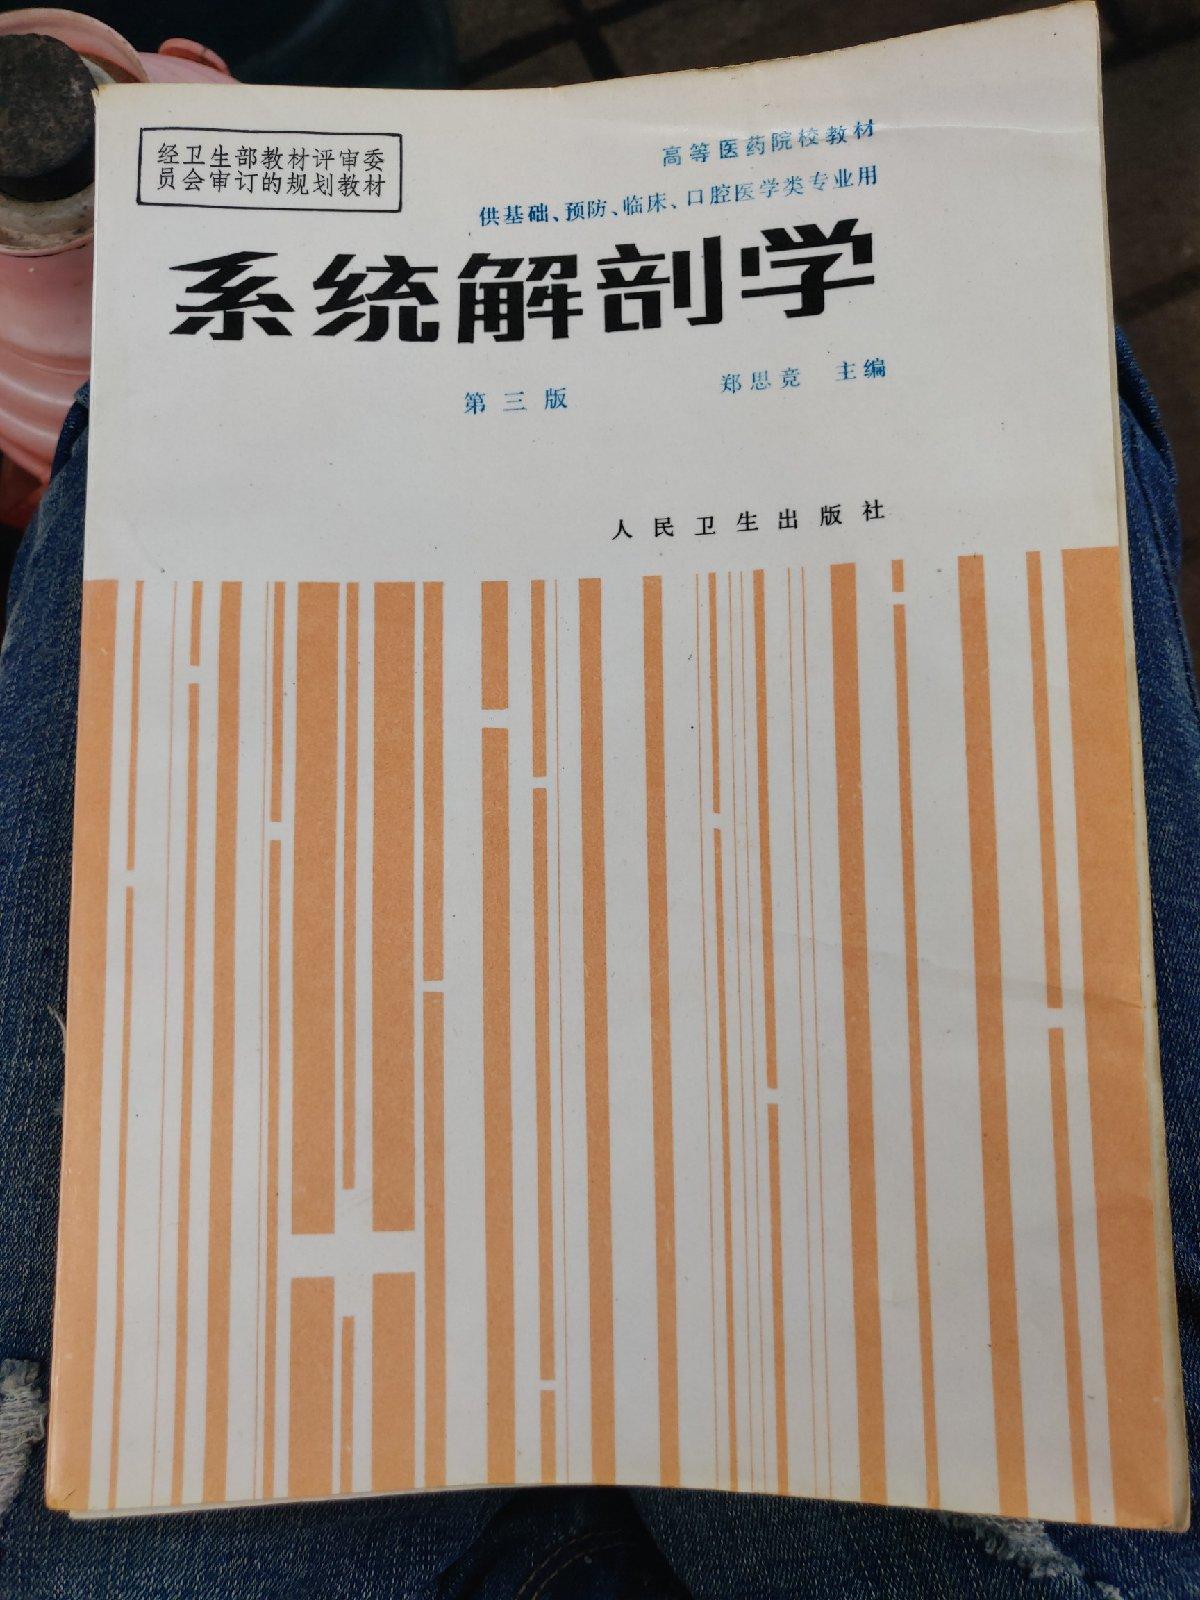 经卫生部教材评审委
员会审订的规划教材
高等医药院校教材
供基础、预防、临床、口腔医学类专业用
系统解剖学
第三版
郑思竞 主编
人民卫生出版社